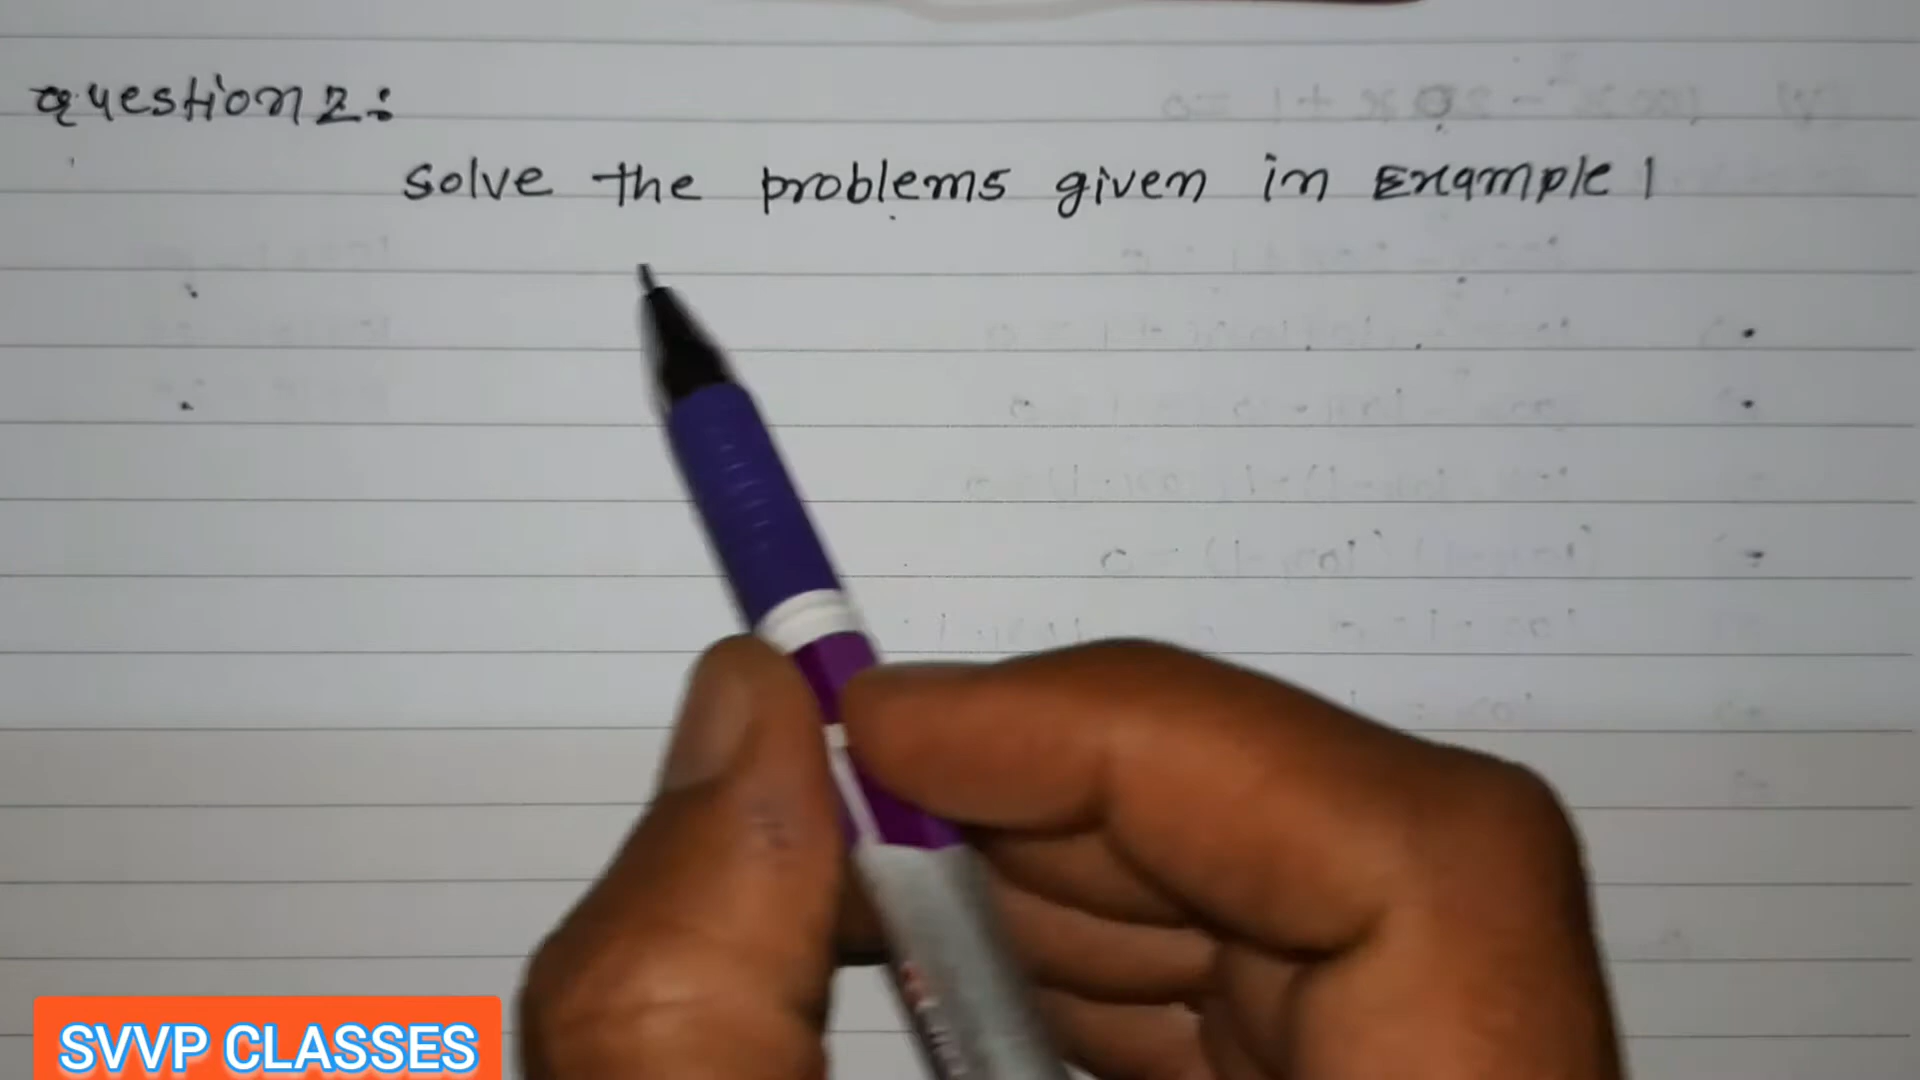 question 2:
solve the problems given in Example 1
SVVP CLASSES